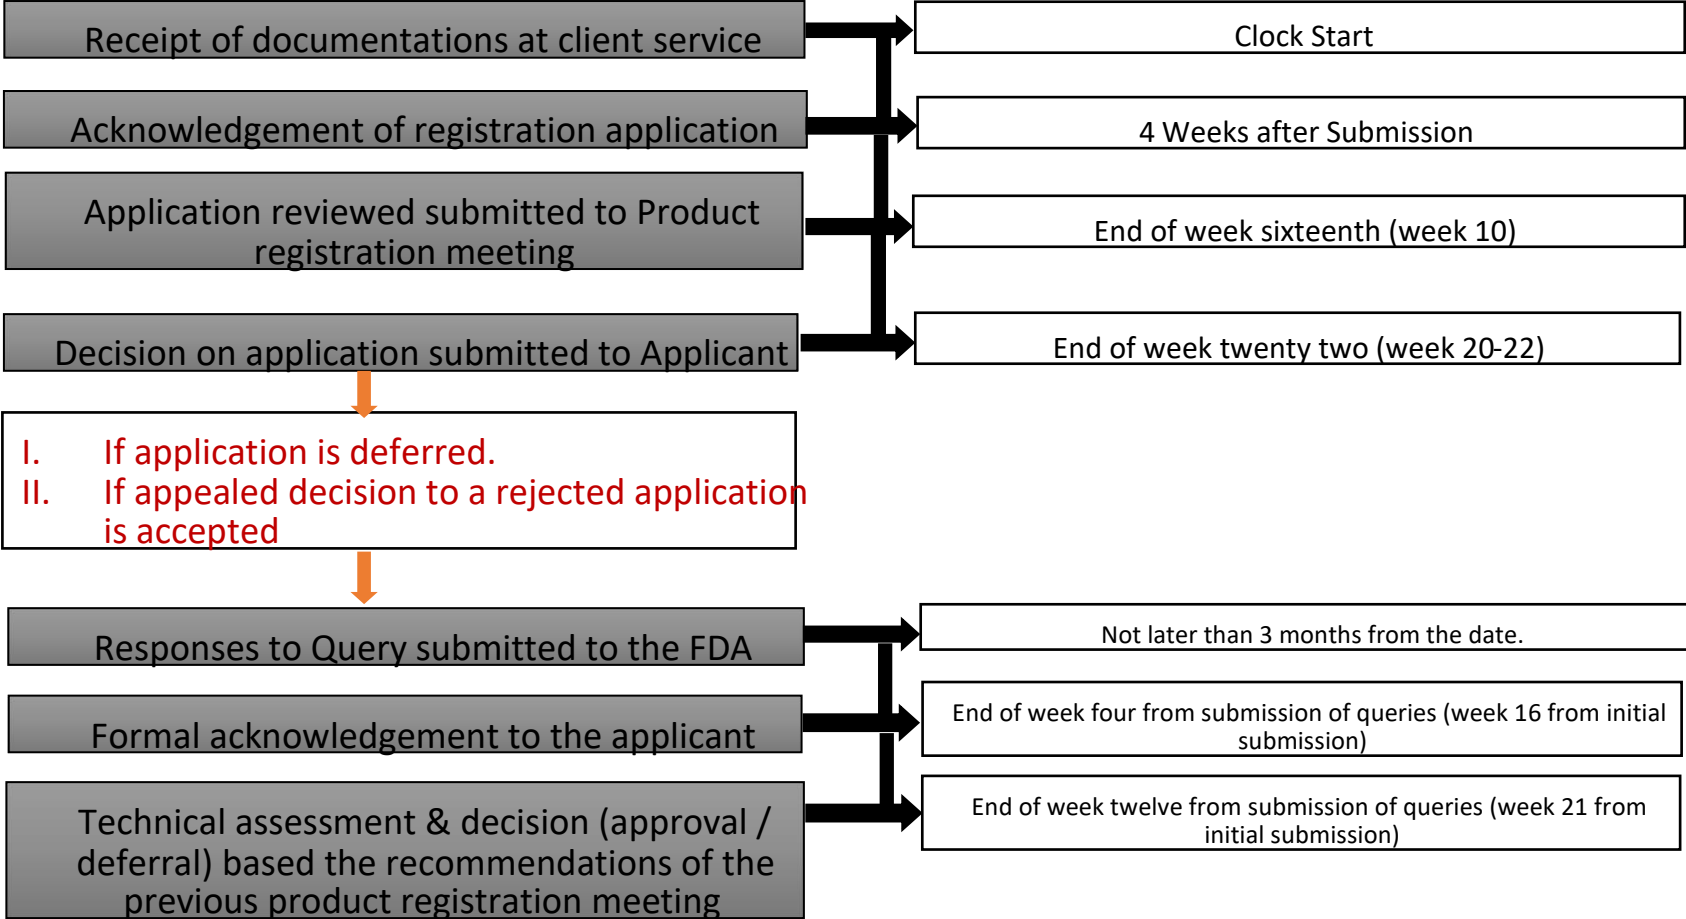 Receipt of documentations at client service
Clock Start
Acknowledgement of registration application
4 Weeks after Submission
Application reviewed submitted to Product
registration meeting
End of week sixteenth (week 10)
Decision on application submitted to Applicant
End of week twenty two (week 20-22)
I. If application is deferred.
II. If appealed decision to a rejected application
is accepted
Responses to Query submitted to the FDA
Not later than 3 months from the date.
Formal acknowledgement to the applicant
End of week four from submission of queries (week 16 from initial
submission)
Technical assessment & decision (approval /
deferral) based the recommendations of the
previous product registration meeting
End of week twelve from submission of queries (week 21 from
initial submission)